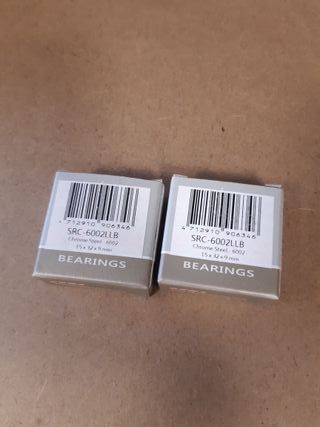 4 712910 906346
SRC-6002LLB
Chrome Steel - 6002
15 x 32 x 9 mm
BEARINGS
4 712910 906346
SRC-6002LLB
Chrome Steel - 6002
15 x 32 x 9 mm
BEARINGS